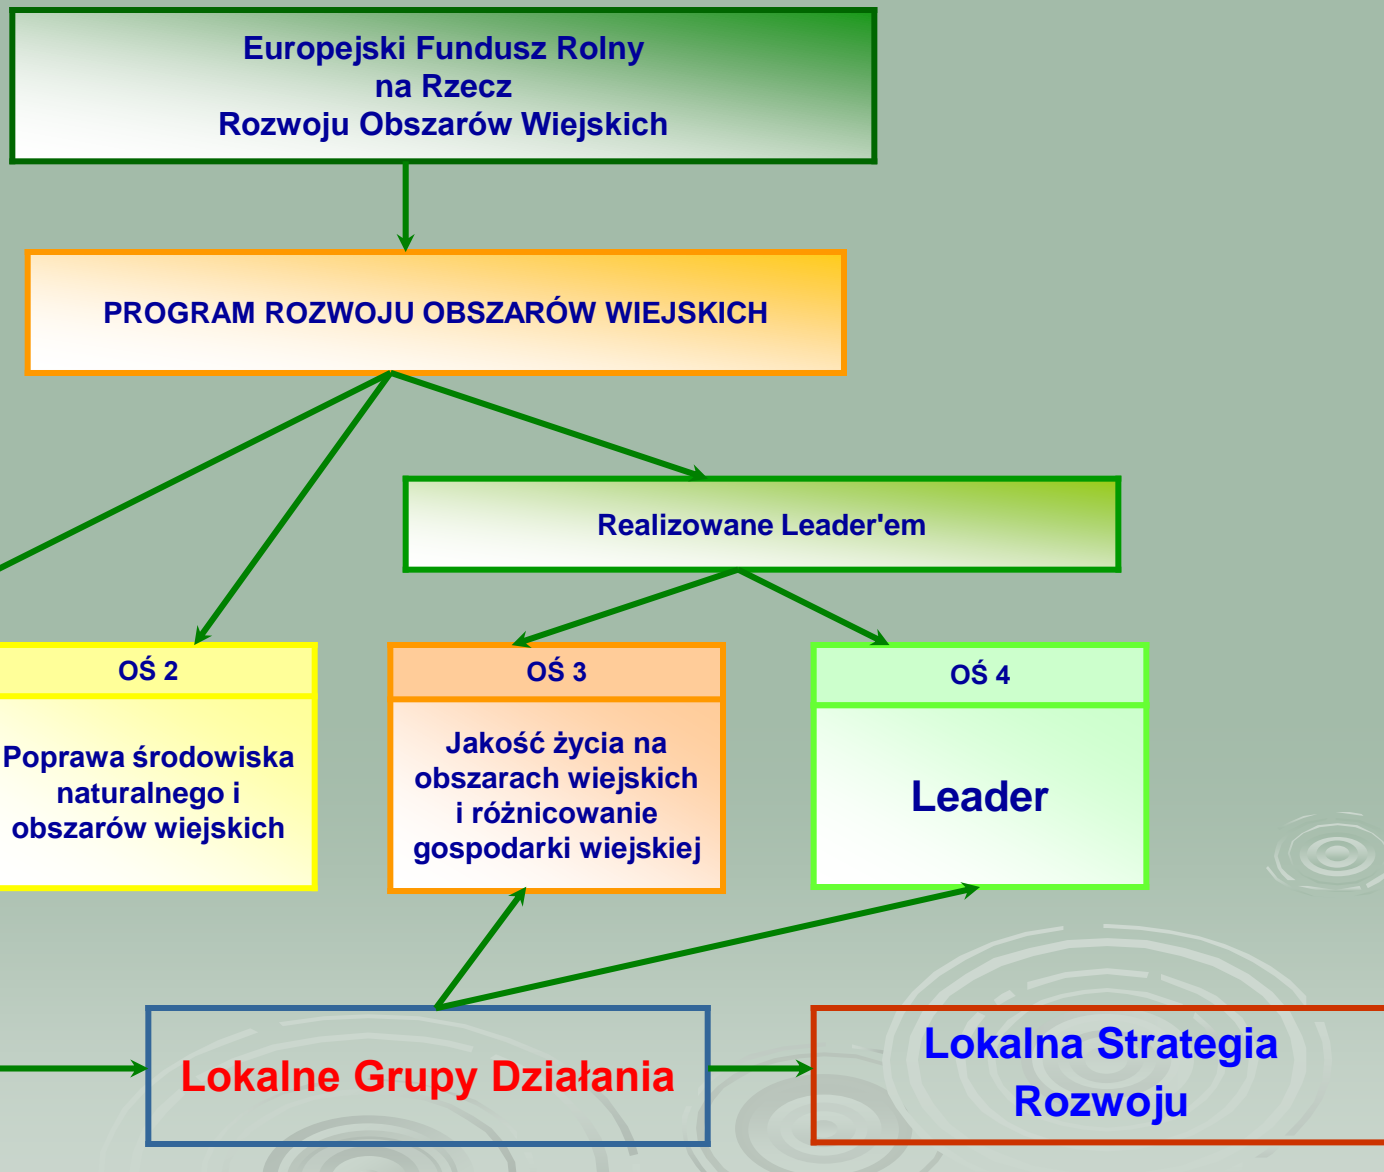 Europejski Fundusz Rolny
na Rzecz
Rozwoju Obszarów Wiejskich
PROGRAM ROZWOJU OBSZARÓW WIEJSKICH
Realizowane Leader'em
OŚ 2
Poprawa środowiska
naturalnego i
obszarów wiejskich
OŚ 3
Jakość życia na
obszarach wiejskich
i różnicowanie
gospodarki wiejskiej
OŚ 4
Leader
Lokalne Grupy Działania
Lokalna Strategia
Rozwoju